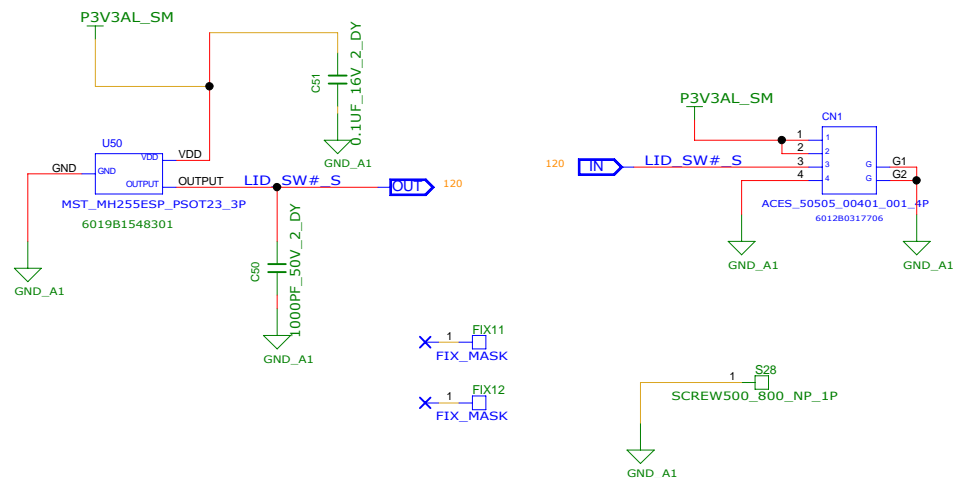 P3V3AL_SM
C51
0.1UF_16V_2_DY
GND_A1
U50
VDD
VDD
GND
GND
OUTPUT
OUTPUT
LID_SW#_S
OUT
120
MST_MH255ESP_PSOT23_3P
6019B1548301
GND_A1
C50
1000PF_50V_2_DY
GND_A1
P3V3AL_SM
CN1
1
1
2
2
120
IN
LID_SW#_S
3
3
4
4
G
G1
G
G2
ACES_50505_00401_001_4P
6012B0317706
GND_A1
GND_A1
1
FIX11
FIX_MASK
1
FIX12
FIX_MASK
1
S28
SCREW500_800_NP_1P
GND_A1